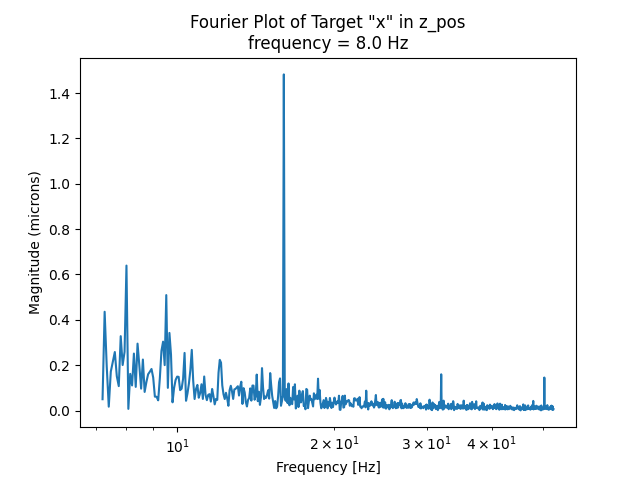 Fourier Plot of Target "x" in z_pos
frequency = 8.0 Hz
Magnitude (microns)
1.4
1.2
1.0
0.8
0.6
0.4
0.2
0.0
10¹
2 × 10¹
3 × 10¹
4 × 10¹
Frequency [Hz]